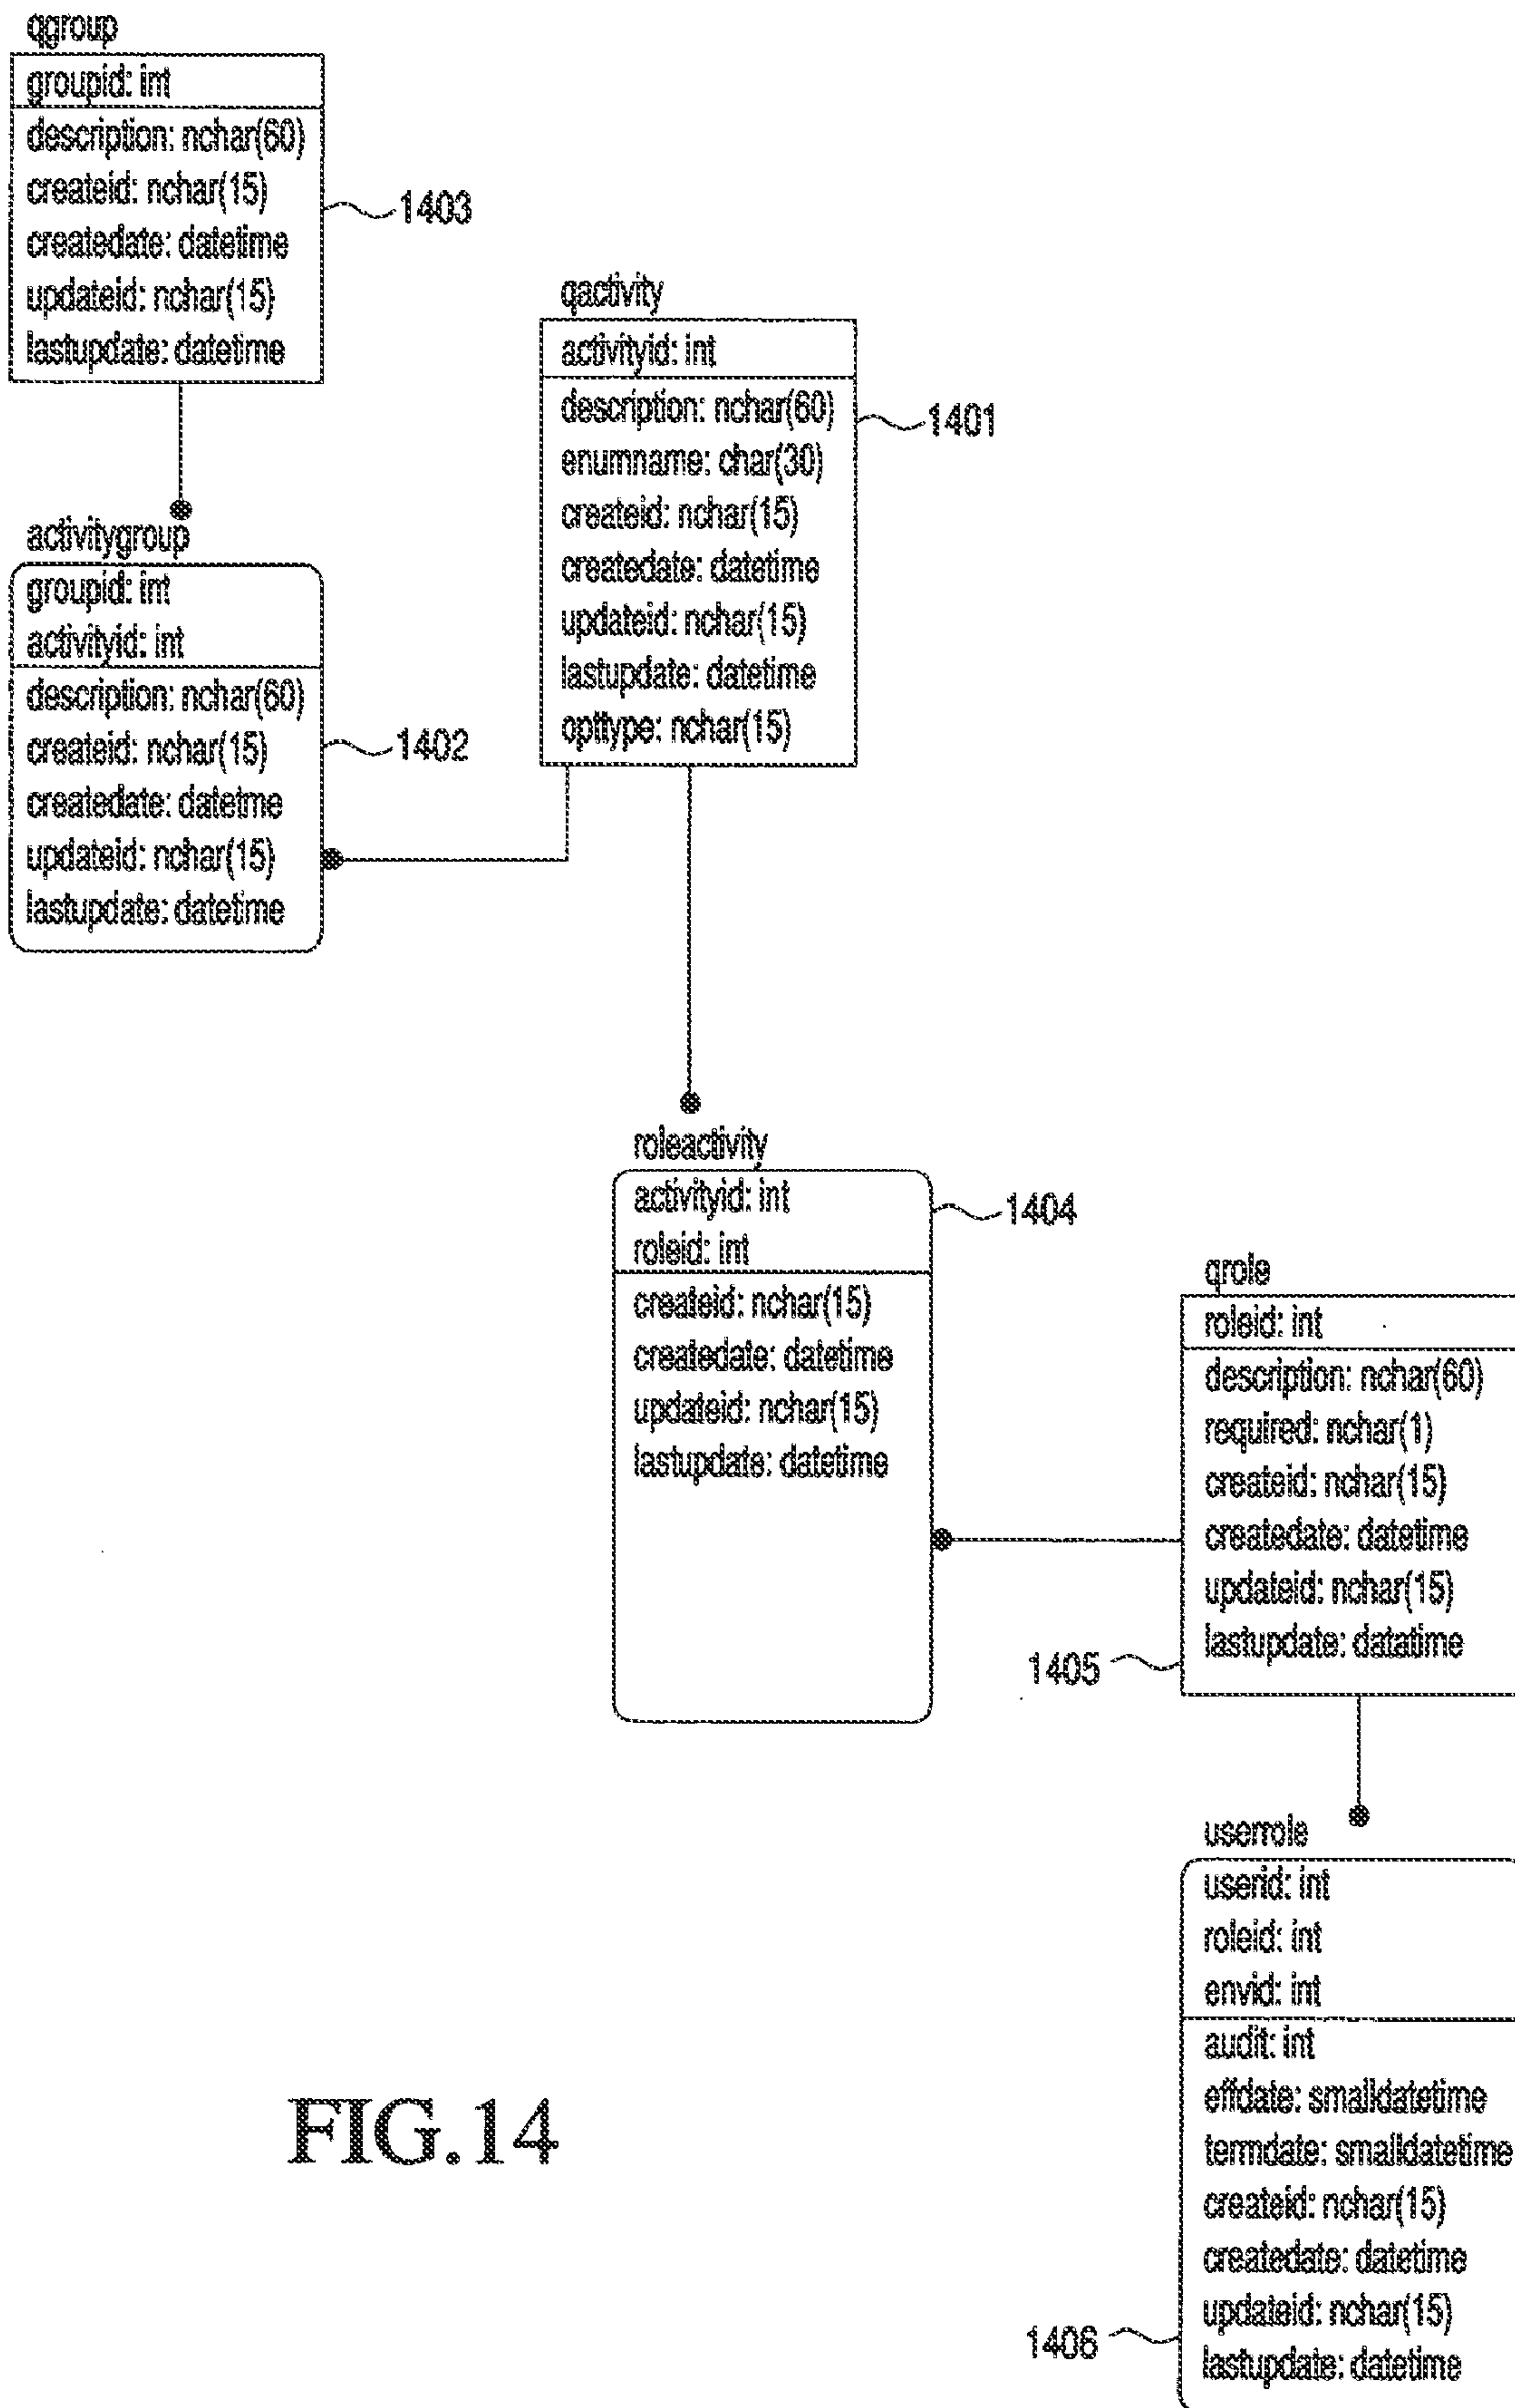 qgroup
groupid: int
description: nchar(60)
createid: nchar(15)
createdate: datetime
updateid: nchar(15)
lastupdate: datetime
1403
activitygroup
groupid: int
activityid: int
description: nchar(60)
createid: nchar(15)
createdate: datetme
updateid: nchar(15)
lastupdate: datetime
1402
qactivity
activityid: int
description: nchar(60)
enumname: char(30)
createid: nchar(15)
createdate: datetime
updateid: nchar(15)
lastupdate: datetime
opttype: nchar(15)
1401
roleactivity
activityid: int
roleid: int
createid: nchar(15)
createdate: datetime
updateid: nchar(15)
lastupdate: datetime
1404
qrole
roleid: int
description: nchar(60)
required: nchar(1)
createid: nchar(15)
createdate: datetime
updateid: nchar(15)
lastupdate: datatime
1405
userrole
userid: int
roleid: int
envid: int
audit: int
effdate: smalldatetime
termdate: smalldatetime
createid: nchar(15)
createdate: datetime
updateid: nchar(15)
lastupdate: datetime
1406
FIG.14